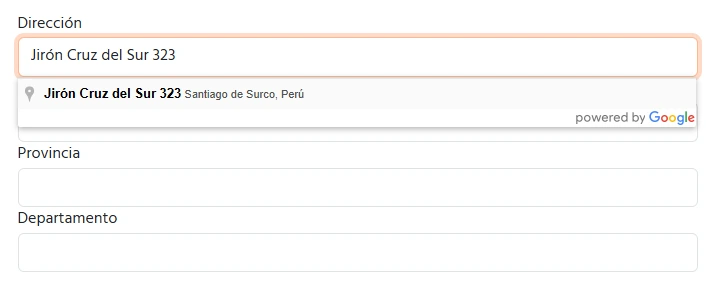 Dirección
Jirón Cruz del Sur 323
Jirón Cruz del Sur 323 Santiago de Surco, Perú
powered by Google
Provincia
Departamento